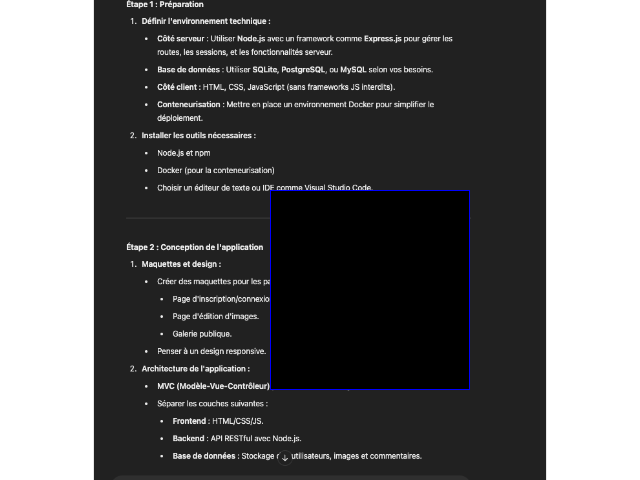 Étape 1 : Préparation
1. Définir l'environnement technique :
• Côté serveur : Utiliser Node.js avec un framework comme Express.js pour gérer les
routes, les sessions, et les fonctionnalités serveur.
• Base de données : Utiliser SQLite, PostgreSQL, ou MySQL selon vos besoins.
• Côté client : HTML, CSS, JavaScript (sans frameworks JS interdits).
• Conteneurisation : Mettre en place un environnement Docker pour simplifier le
déploiement.
2. Installer les outils nécessaires :
• Node.js et npm
• Docker (pour la conteneurisation)
• Choisir un éditeur de texte ou IDE comme Visual Studio Code.
Étape 2 : Conception de l'application
1. Maquettes et design :
• Créer des maquettes pour les
• Page d'inscription/connexio
• Page d'édition d'images.
• Galerie publique.
• Penser à un design responsive.
2. Architecture de l'application :
• MVC (Modèle-Vue-Contrôleur)
• Séparer les couches suivantes :
• Frontend : HTML/CSS/JS.
• Backend : API RESTful avec Node.js.
• Base de données : Stockage utilisateurs, images et commentaires.